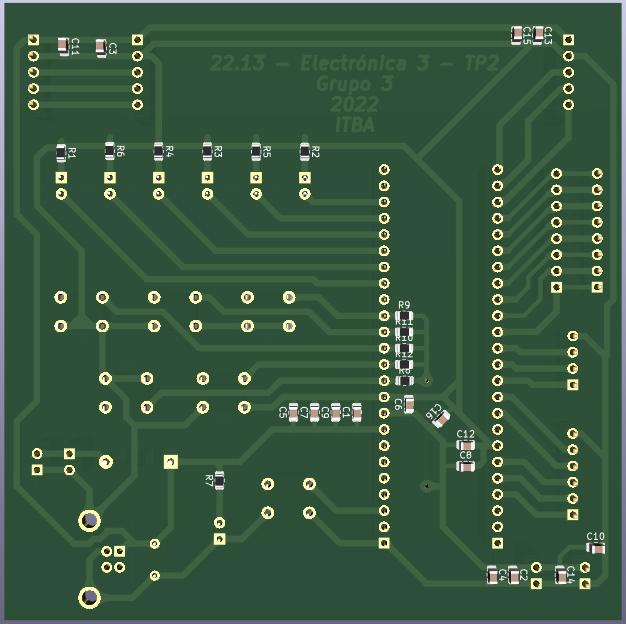 C11
C3
C15
C13
22.13 - Electrónica 3 - TP2
Grupo 3
2022
ITBA
R1
R6
R4
R3
R5
R2
R9
R11
R10
R12
R8
C5
C7
C9
C1
C6
C16
C12
C8
R7
C10
C4
C2
C14